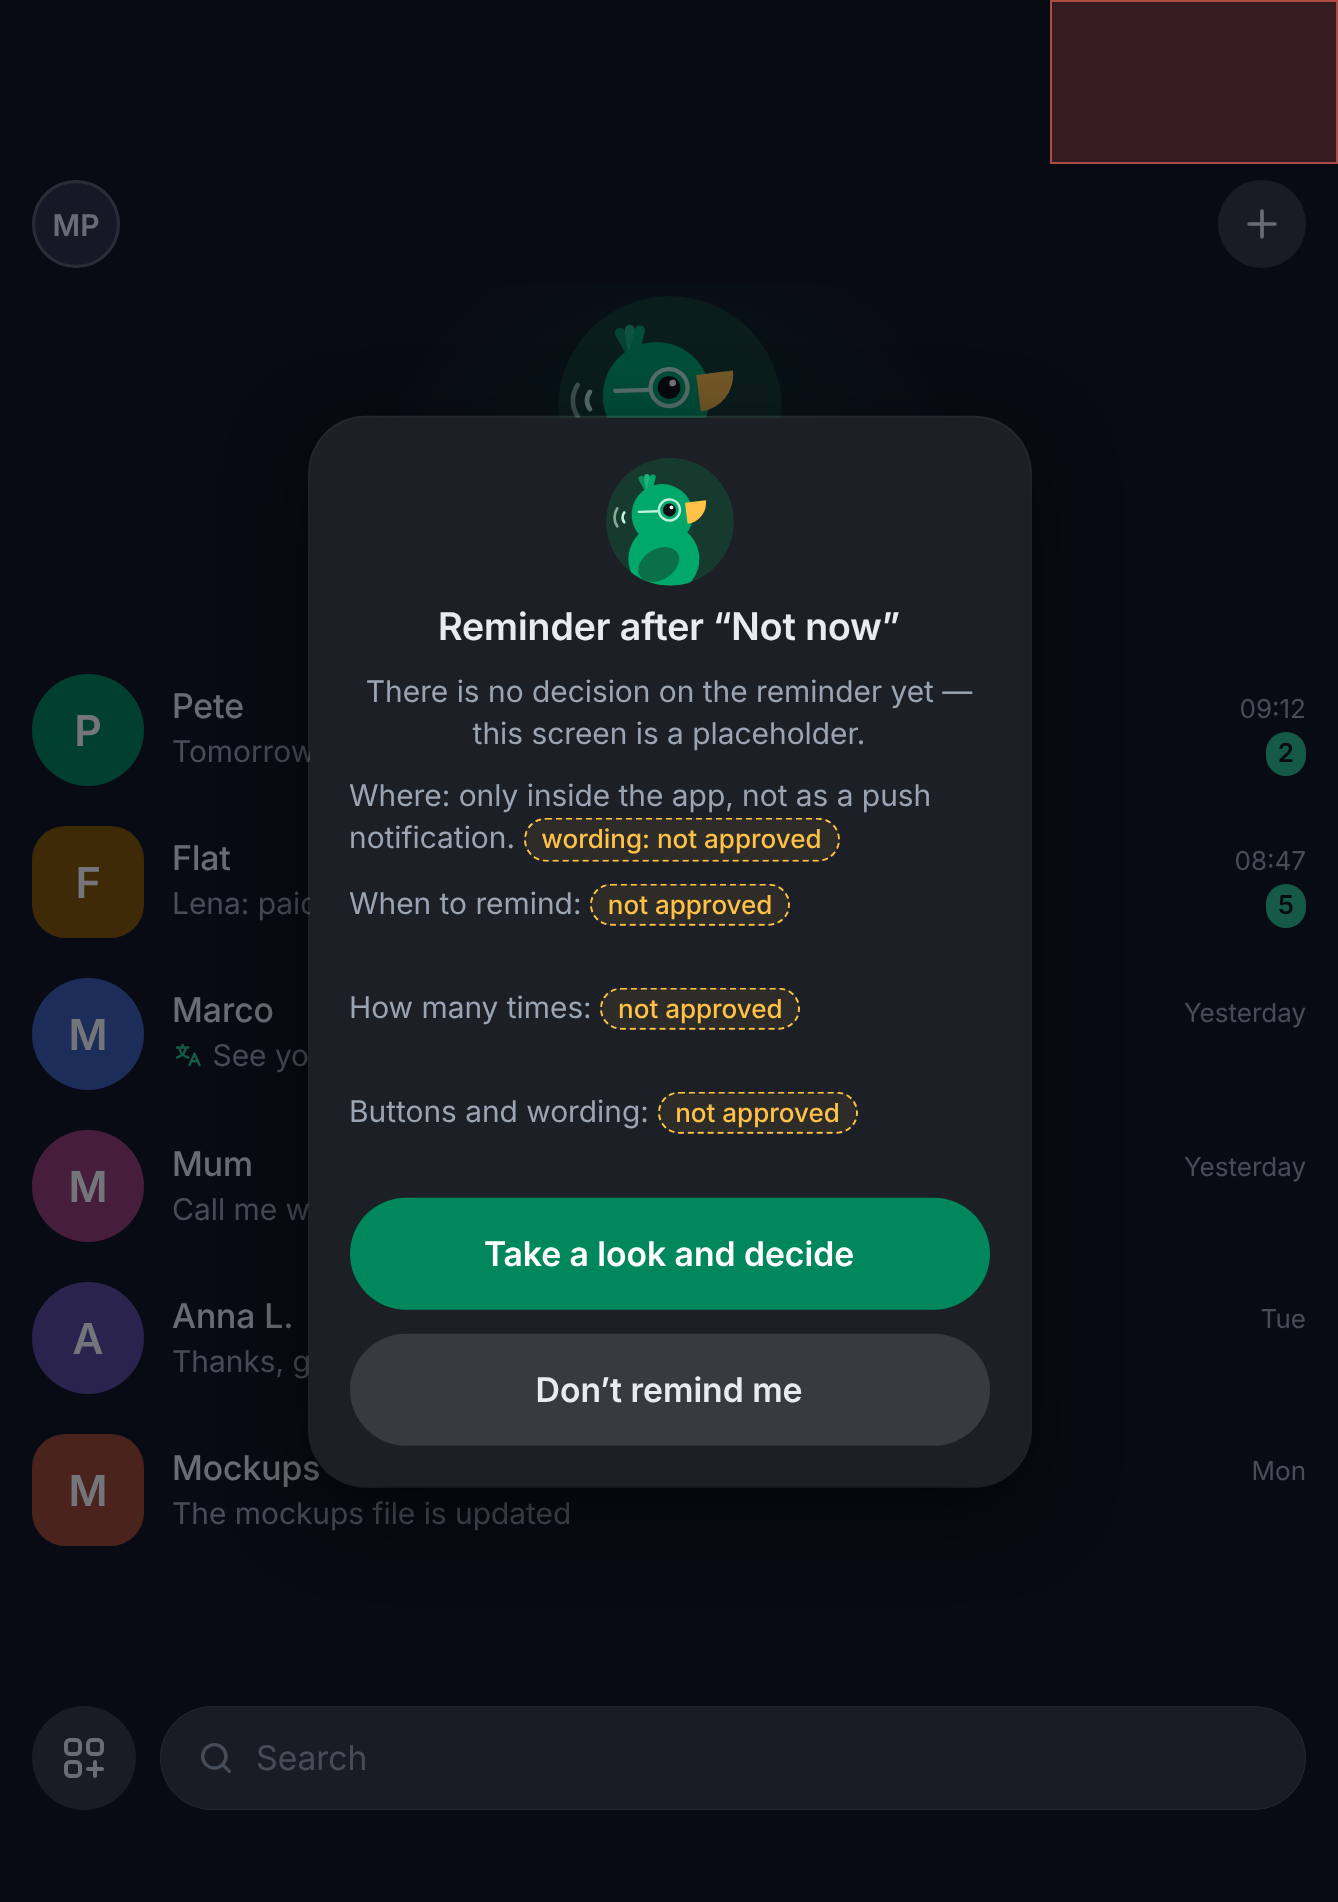 MP
Reminder after “Not now”
There is no decision on the reminder yet —
this screen is a placeholder.
Where: only inside the app, not as a push
notification. wording: not approved
When to remind: not approved
How many times: not approved
Buttons and wording: not approved
Take a look and decide
Don’t remind me
P
Pete
09:12
Tomorrow
2
F
Flat
08:47
Lena:
5
M
Marco
Yesterday
See
M
Mum
Yesterday
Call me
A
Anna L.
Tue
Thanks,
M
Mockups
Mon
The mockups file is updated
Search